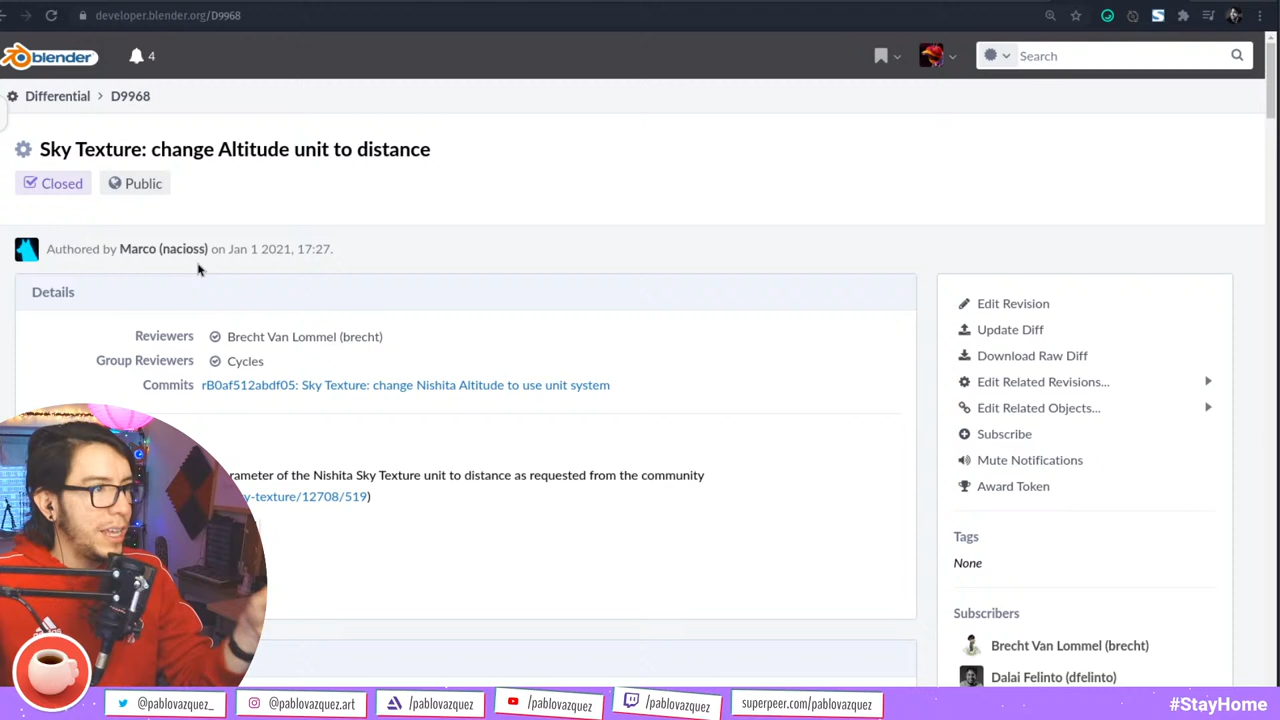 developer.blender.org/D9968
blender
4
Search
Differential > D9968
Sky Texture: change Altitude unit to distance
Closed
Public
Authored by Marco (nacioss) on Jan 1 2021, 17:27.
Details
Reviewers
Brecht Van Lommel (brecht)
Group Reviewers
Cycles
Commits
rB0af512abdf05: Sky Texture: change Nishita Altitude to use unit system
rameter of the Nishita Sky Texture unit to distance as requested from the community
y-texture/12708/519)
Edit Revision
Update Diff
Download Raw Diff
Edit Related Revisions...
Edit Related Objects...
Subscribe
Mute Notifications
Award Token
Tags
None
Subscribers
Brecht Van Lommel (brecht)
Dalai Felinto (dfelinto)
@pablovazquez_
@pablovazquez.art
/pablovazquez
/pablovazquez
/pablovazquez
superpeer.com/pablovazquez
#StayHome